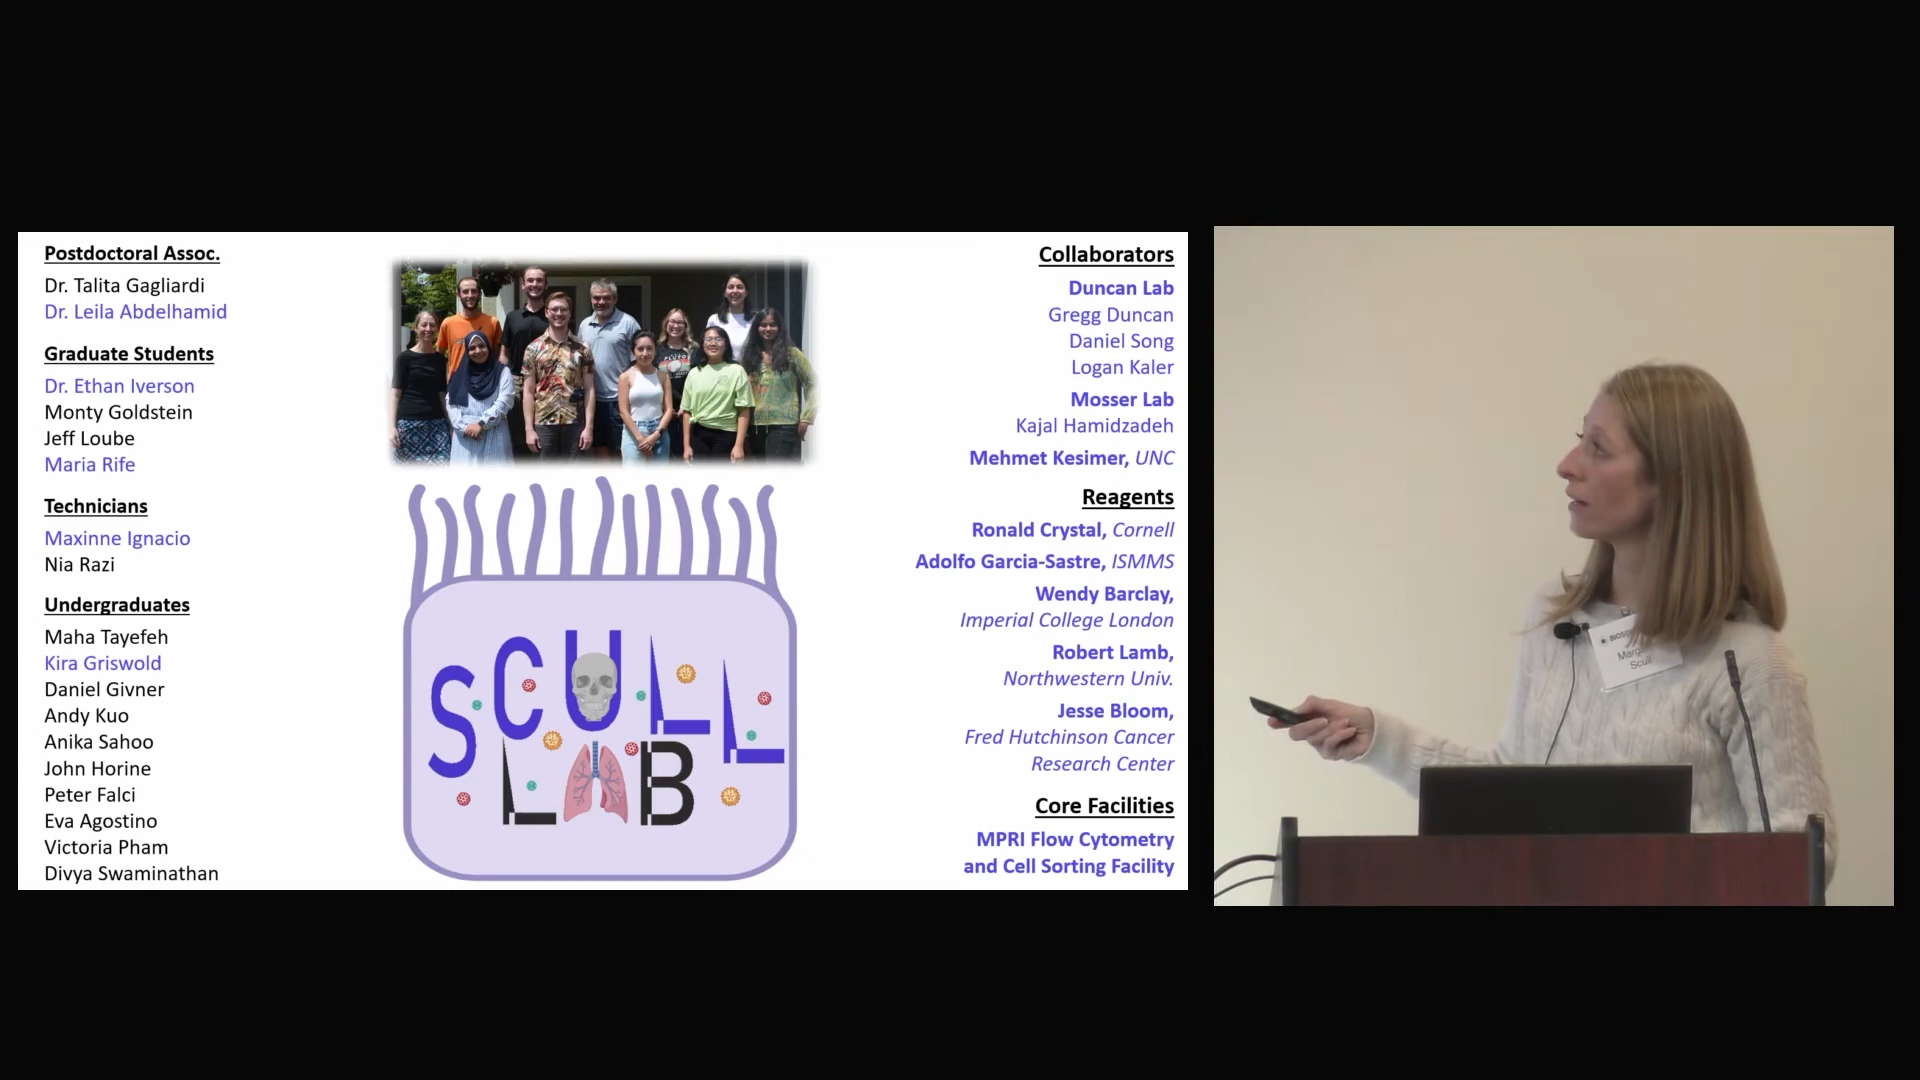 Postdoctoral Assoc.
Dr. Talita Gagliardi
Dr. Leila Abdelhamid
Graduate Students
Dr. Ethan Iverson
Monty Goldstein
Jeff Loube
Maria Rife
Technicians
Maxinne Ignacio
Nia Razi
Undergraduates
Maha Tayefeh
Kira Griswold
Daniel Givner
Andy Kuo
Anika Sahoo
John Horine
Peter Falci
Eva Agostino
Victoria Pham
Divya Swaminathan
SCULL
LAB
Collaborators
Duncan Lab
Gregg Duncan
Daniel Song
Logan Kaler
Mosser Lab
Kajal Hamidzadeh
Mehmet Kesimer, UNC
Reagents
Ronald Crystal, Cornell
Adolfo Garcia-Sastre, ISMMS
Wendy Barclay,
Imperial College London
Robert Lamb,
Northwestern Univ.
Jesse Bloom,
Fred Hutchinson Cancer
Research Center
Core Facilities
MPRI Flow Cytometry
and Cell Sorting Facility